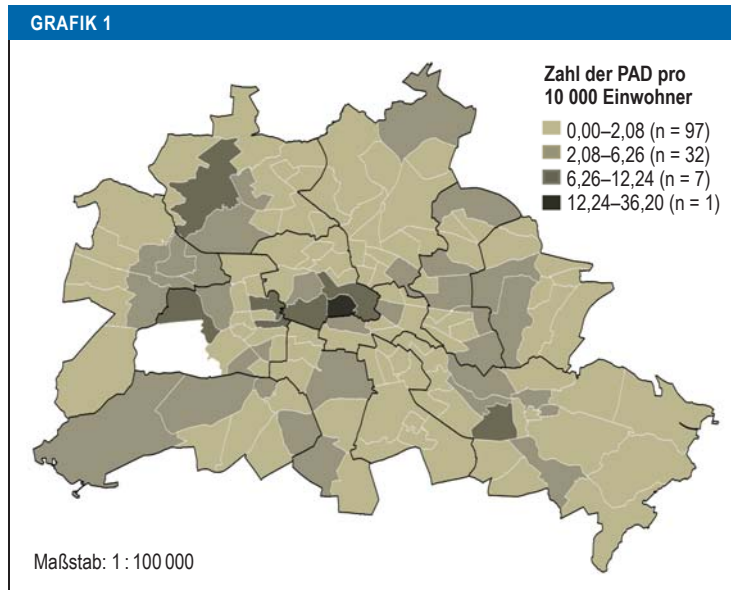 GRAFIK 1
Zahl der PAD pro
10 000 Einwohner
0,00–2,08 (n = 97)
2,08–6,26 (n = 32)
6,26–12,24 (n = 7)
12,24–36,20 (n = 1)
Maßstab: 1 : 100 000